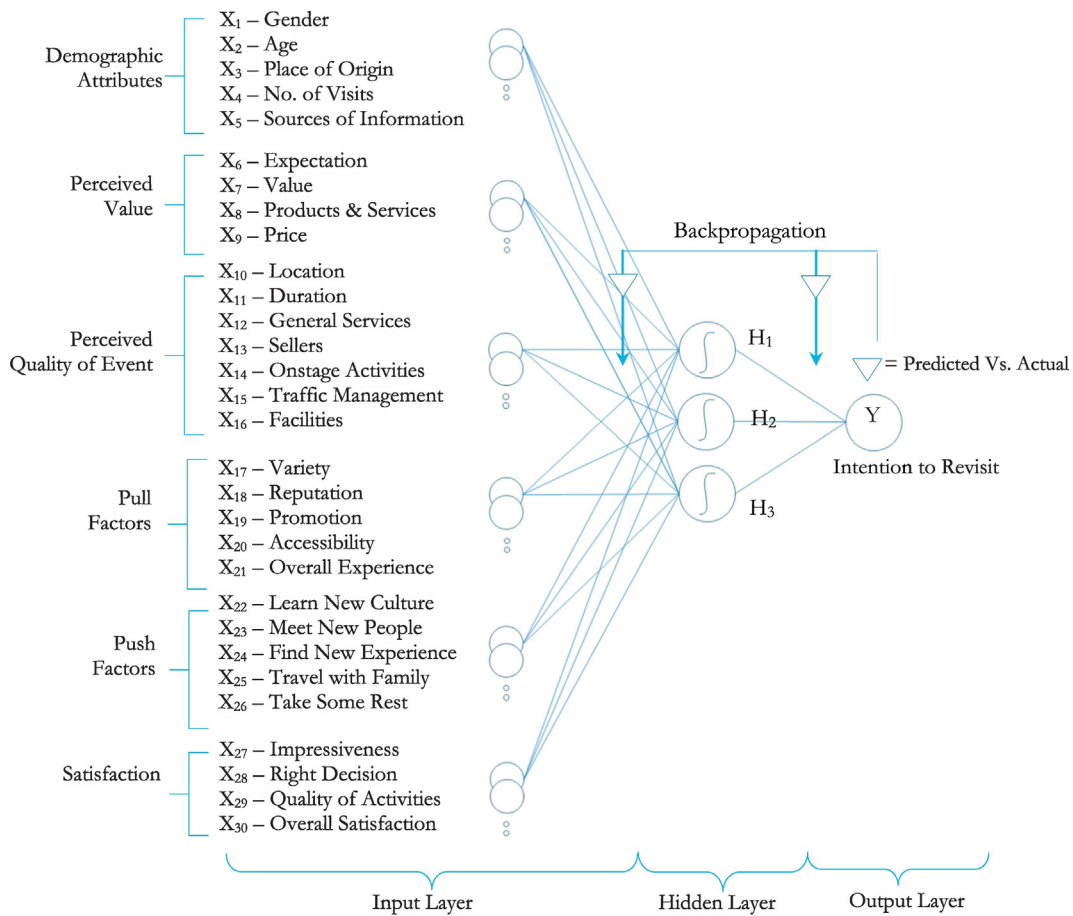 Demographic
Attributes
X₁ – Gender
X₂ – Age
X₃ – Place of Origin
X₄ – No. of Visits
X₅ – Sources of Information
Perceived
Value
X₆ – Expectation
X₇ – Value
X₈ – Products & Services
X₉ – Price
Perceived
Quality of Event
X₁₀ – Location
X₁₁ – Duration
X₁₂ – General Services
X₁₃ – Sellers
X₁₄ – Onstage Activities
X₁₅ – Traffic Management
X₁₆ – Facilities
Pull
Factors
X₁₇ – Variety
X₁₈ – Reputation
X₁₉ – Promotion
X₂₀ – Accessibility
X₂₁ – Overall Experience
Push
Factors
X₂₂ – Learn New Culture
X₂₃ – Meet New People
X₂₄ – Find New Experience
X₂₅ – Travel with Family
X₂₆ – Take Some Rest
Satisfaction
X₂₇ – Impressiveness
X₂₈ – Right Decision
X₂₉ – Quality of Activities
X₃₀ – Overall Satisfaction
Backpropagation
H₁
H₂
H₃
= Predicted Vs. Actual
Y
Intention to Revisit
Input Layer
Hidden Layer
Output Layer